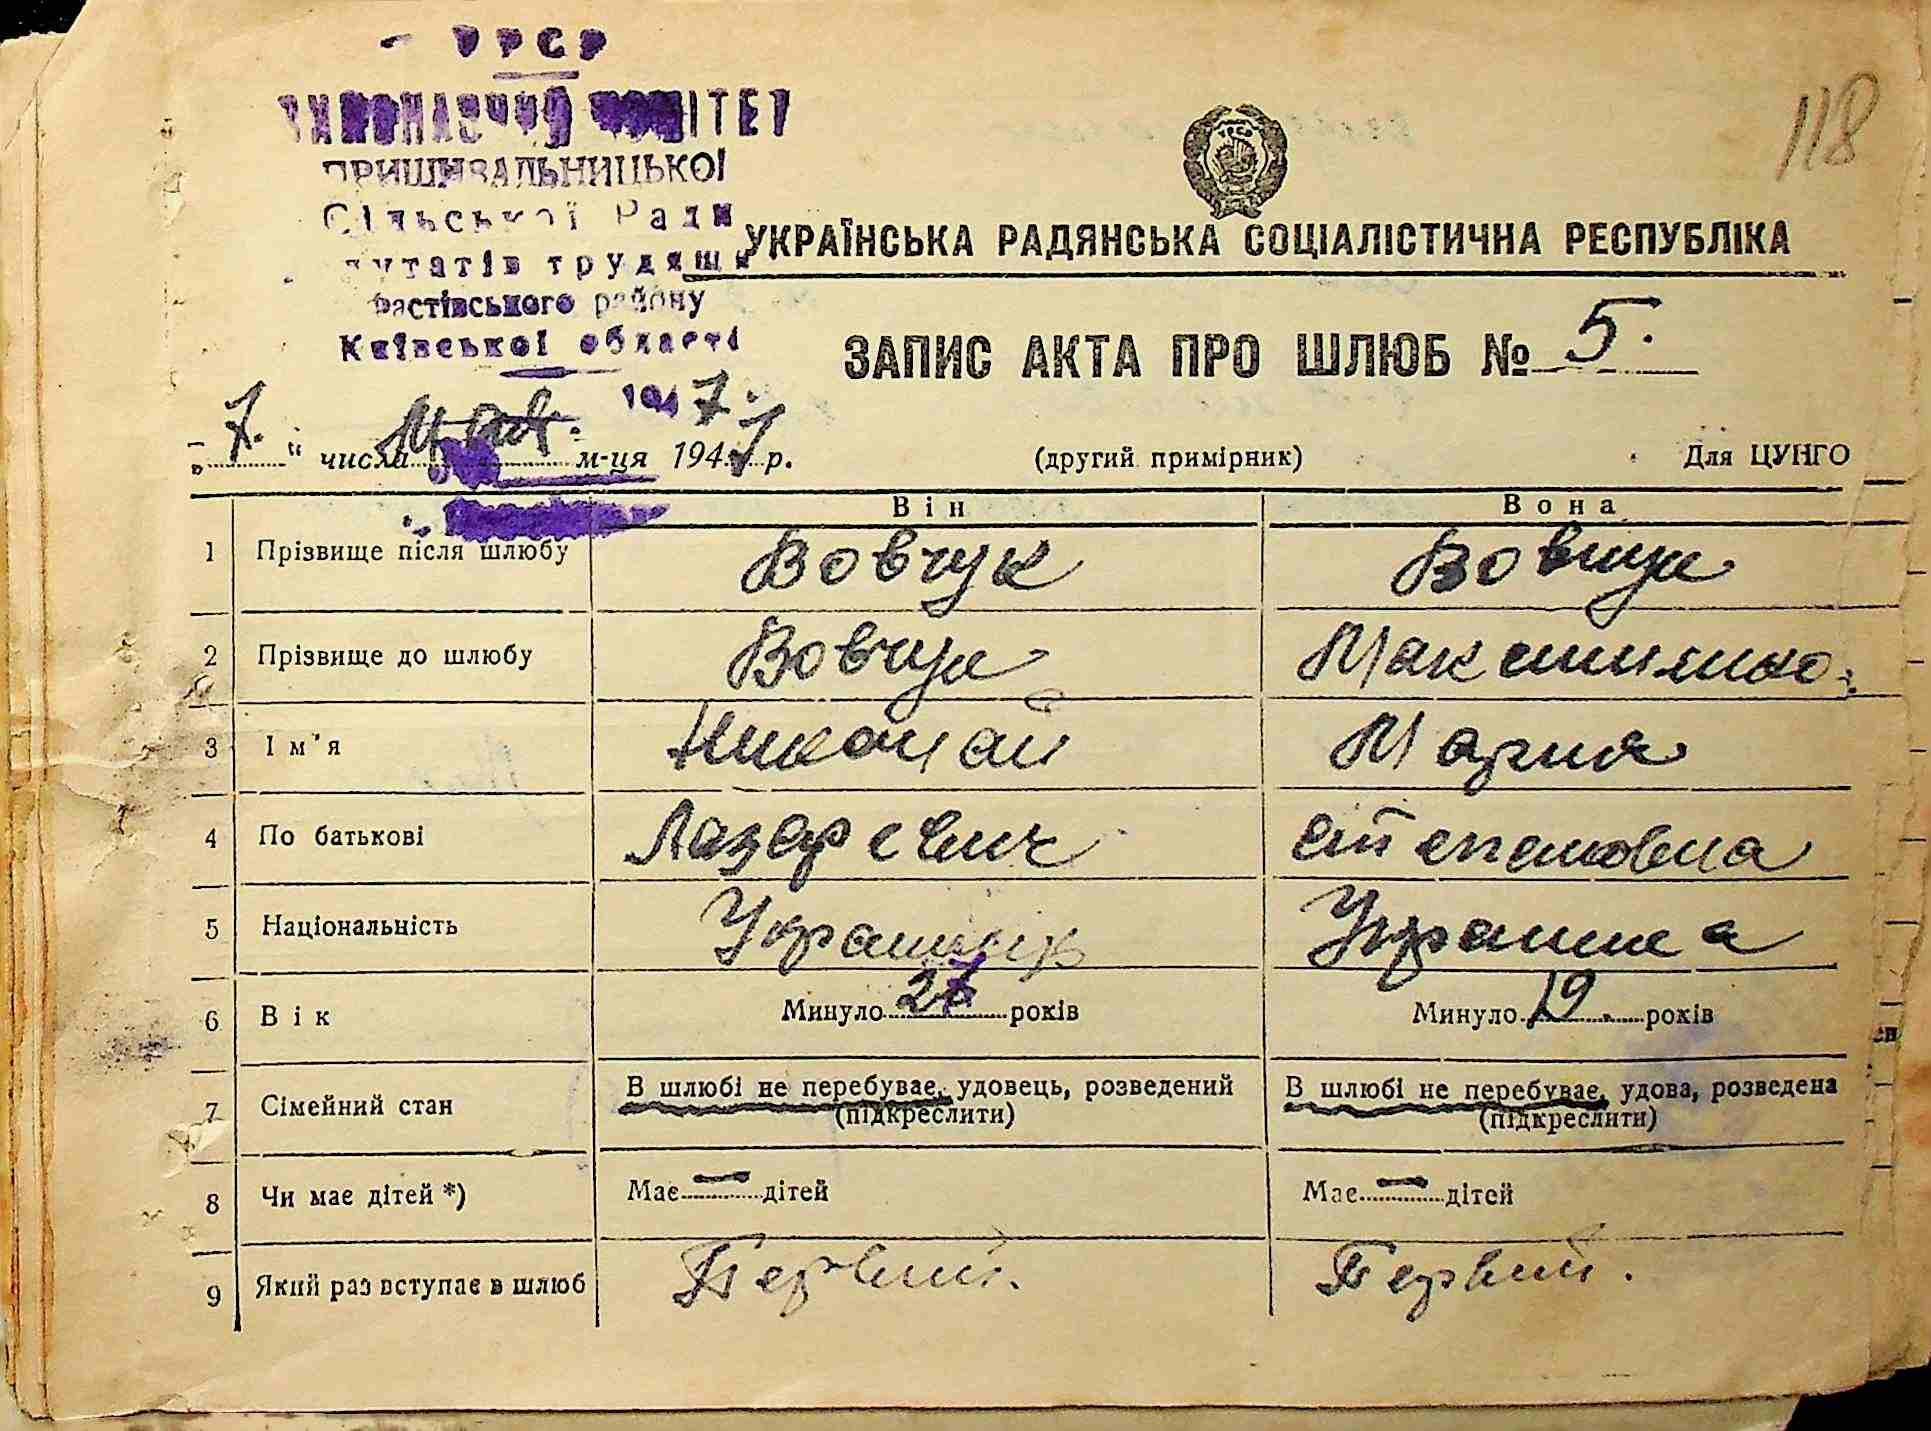 УРСР
ВИКОНАВЧИЙ КОМІТЕТ
ПРИШИВАЛЬНИЦЬКОІ
Сільської Ради
путатів трудящи
Фастівського району
Київської області
1947.
118
УРСР
УКРАЇНСЬКА РАДЯНСЬКА СОЦІАЛІСТИЧНА РЕСПУБЛІКА
ЗАПИС АКТА ПРО ШЛЮБ № 5.
„7." числа м-ця 1947 р. (другий примірник) Для ЦУНГО
Він Вона
1 Прізвище після шлюбу Вовчук Вовчук
2 Прізвище до шлюбу Вовчук
3 Ім'я Николай Мария
4 По батькові Лазаревич Степановна
5 Національність Украинец Украинка
6 Вік Минуло 27 років Минуло 19. років
7 Сімейний стан В шлюбі не перебуває, удовець, розведений (підкреслити) В шлюбі не перебуває, удова, розведена (підкреслити)
8 Чи має дітей *) Має — дітей Має — дітей
9 Який раз вступає в шлюб Первий. Первий.